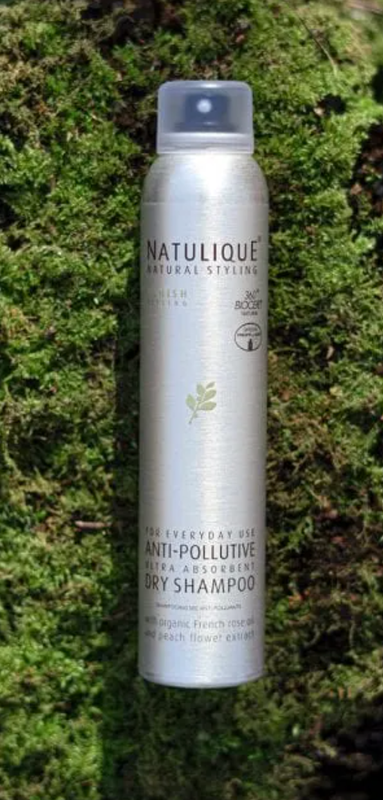 NATULIQUE®
NATURAL STYLING
360°
BIOCERT
NATURAL
FOR EVERYDAY USE
ANTI-POLLUTIVE
ULTRA ABSORBENT
DRY SHAMPOO
with organic French rose oil
and peach flower extract